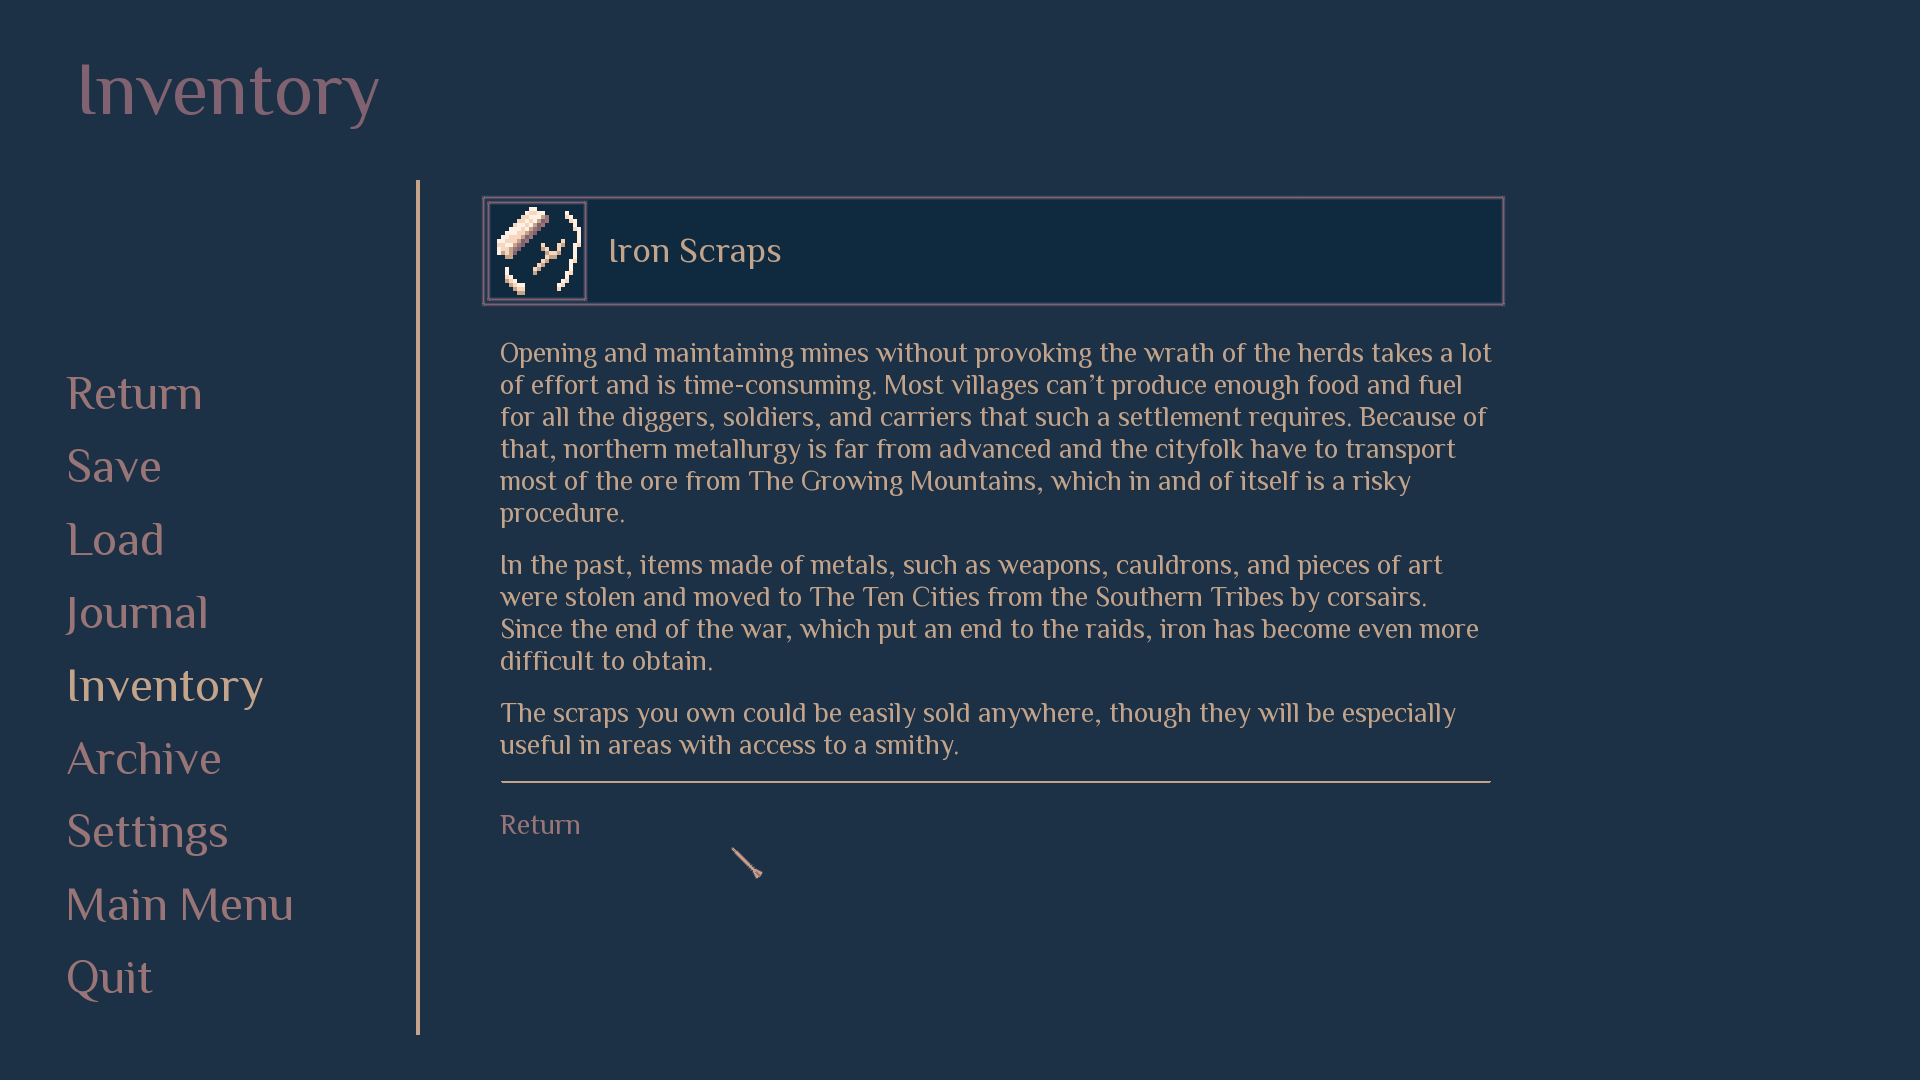 Inventory
Return
Save
Load
Journal
Inventory
Archive
Settings
Main Menu
Quit
Iron Scraps
Opening and maintaining mines without provoking the wrath of the herds takes a lot
of effort and is time-consuming. Most villages can’t produce enough food and fuel
for all the diggers, soldiers, and carriers that such a settlement requires. Because of
that, northern metallurgy is far from advanced and the cityfolk have to transport
most of the ore from The Growing Mountains, which in and of itself is a risky
procedure.
In the past, items made of metals, such as weapons, cauldrons, and pieces of art
were stolen and moved to The Ten Cities from the Southern Tribes by corsairs.
Since the end of the war, which put an end to the raids, iron has become even more
difficult to obtain.
The scraps you own could be easily sold anywhere, though they will be especially
useful in areas with access to a smithy.
Return